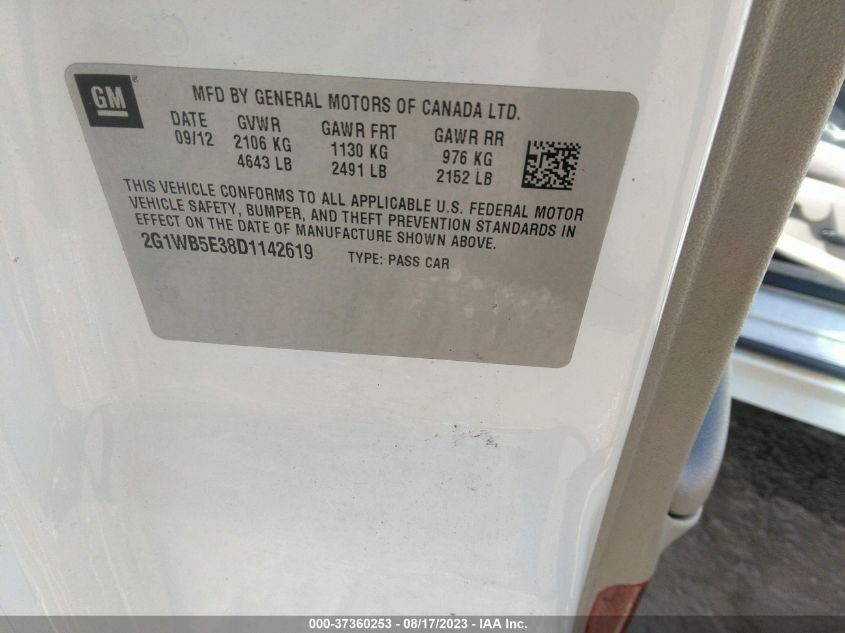 GM ®
MFD BY GENERAL MOTORS OF CANADA LTD.
DATE GVWR GAWR FRT GAWR RR
09/12 2106 KG 1130 KG 976 KG
4643 LB 2491 LB 2152 LB
THIS VEHICLE CONFORMS TO ALL APPLICABLE U.S. FEDERAL MOTOR
VEHICLE SAFETY, BUMPER, AND THEFT PREVENTION STANDARDS IN
EFFECT ON THE DATE OF MANUFACTURE SHOWN ABOVE.
2G1WB5E38D1142619 TYPE: PASS CAR
000-37360253 - 08/17/2023 - IAA Inc.